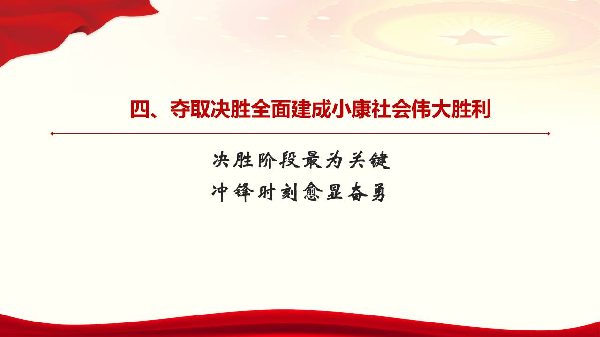 四、夺取决胜全面建成小康社会伟大胜利
决胜阶段最为关键
冲锋时刻愈显奋勇